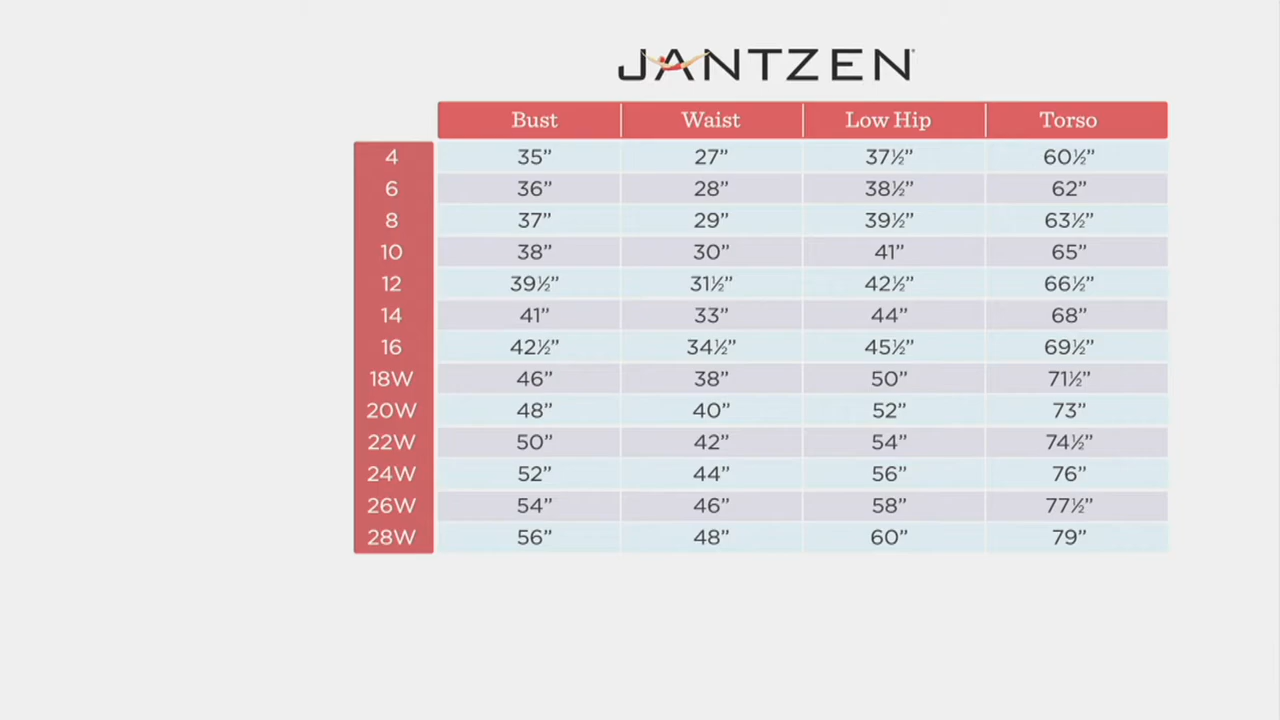 JANTZEN
Bust Waist Low Hip Torso
4 35” 27” 37½” 60½”
6 36” 28” 38½” 62”
8 37” 29” 39½” 63½”
10 38” 30” 41” 65”
12 39½” 31½” 42½” 66½”
14 41” 33” 44” 68”
16 42½” 34½” 45½” 69½”
18W 46” 38” 50” 71½”
20W 48” 40” 52” 73”
22W 50” 42” 54” 74½”
24W 52” 44” 56” 76”
26W 54” 46” 58” 77½”
28W 56” 48” 60” 79”